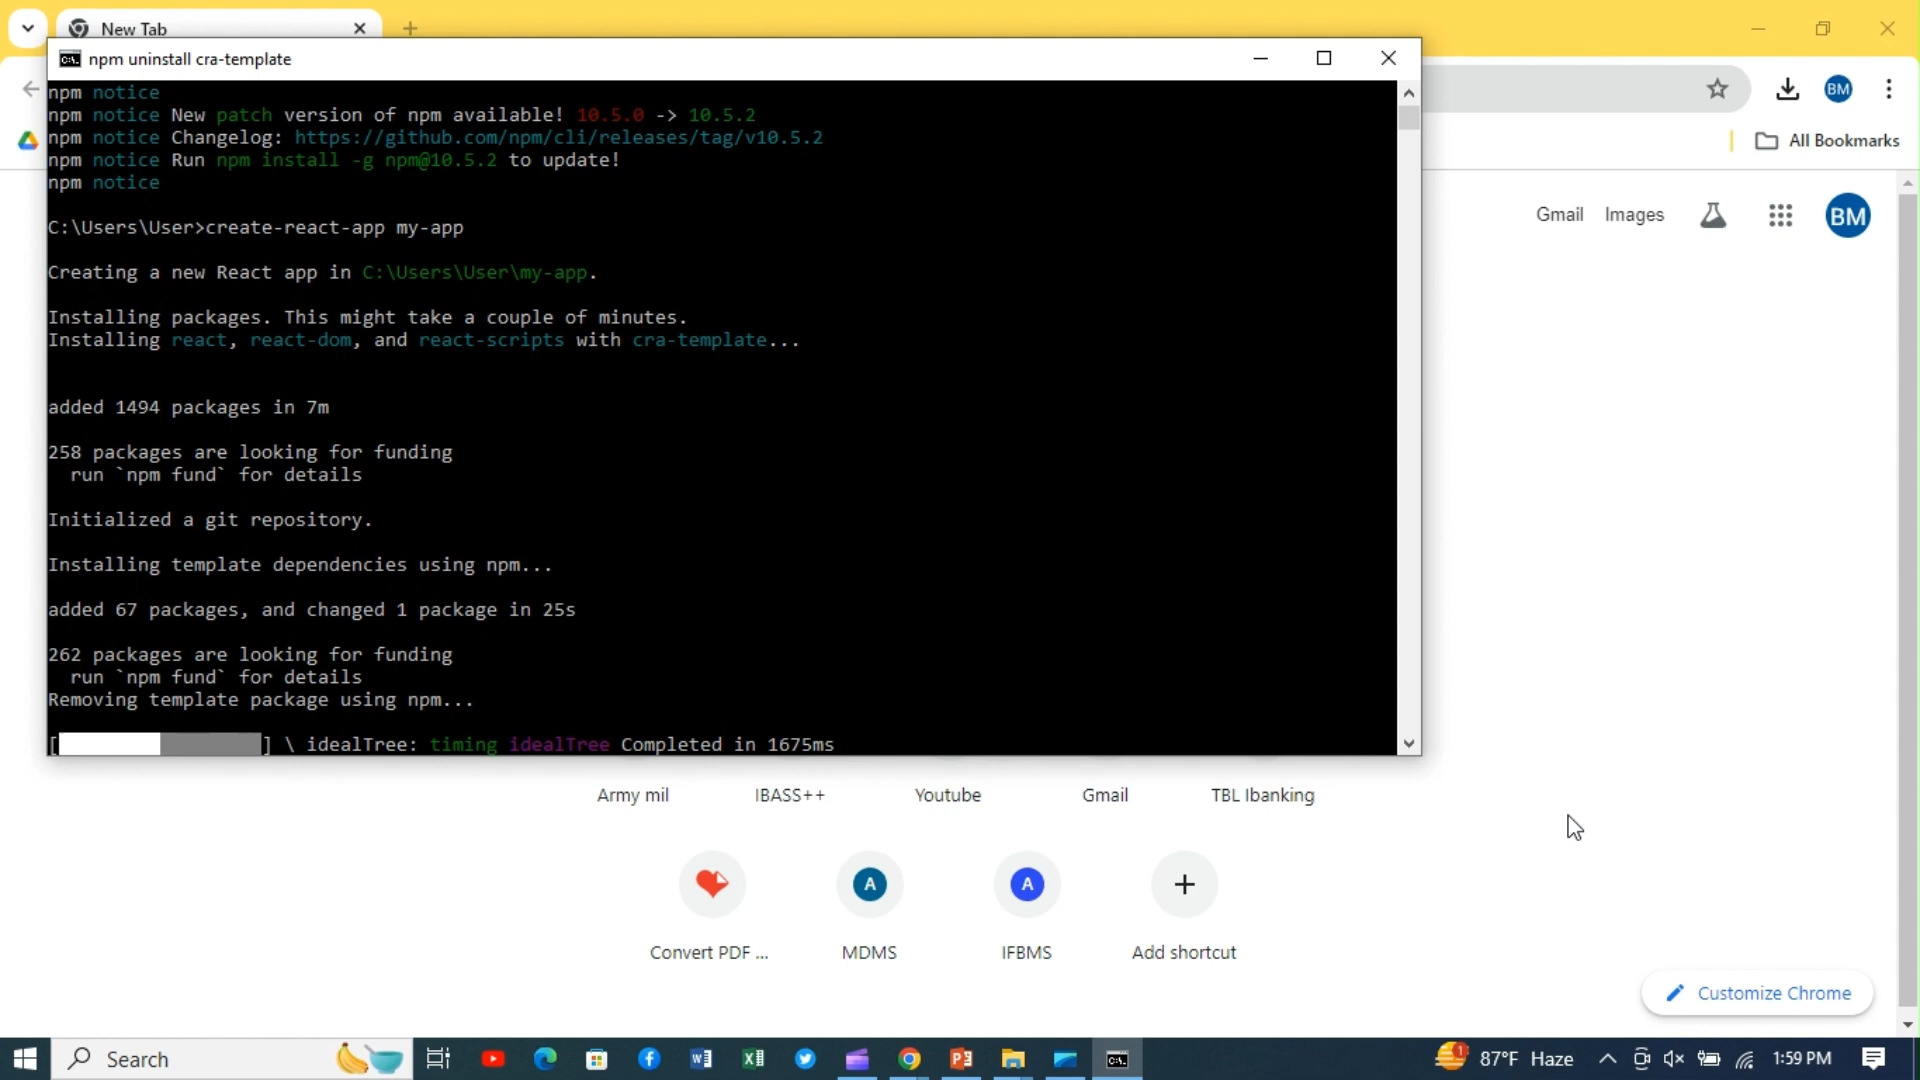 New Tab
npm uninstall cra-template
npm notice
npm notice New patch version of npm available! 10.5.0 -> 10.5.2
npm notice Changelog: https://github.com/npm/cli/releases/tag/v10.5.2
npm notice Run npm install -g npm@10.5.2 to update!
npm notice
C:\Users\User>create-react-app my-app
Creating a new React app in C:\Users\User\my-app.
Installing packages. This might take a couple of minutes.
Installing react, react-dom, and react-scripts with cra-template...
added 1494 packages in 7m
258 packages are looking for funding
run `npm fund` for details
Initialized a git repository.
Installing template dependencies using npm...
added 67 packages, and changed 1 package in 25s
262 packages are looking for funding
run `npm fund` for details
Removing template package using npm...
[ ] \ idealTree: timing idealTree Completed in 1675ms
BM
All Bookmarks
Gmail Images BM
Army mil IBASS++ Youtube Gmail TBL Ibanking
A A
Convert PDF ... MDMS IFBMS Add shortcut
Customize Chrome
Search
1 87°F Haze 1:59 PM